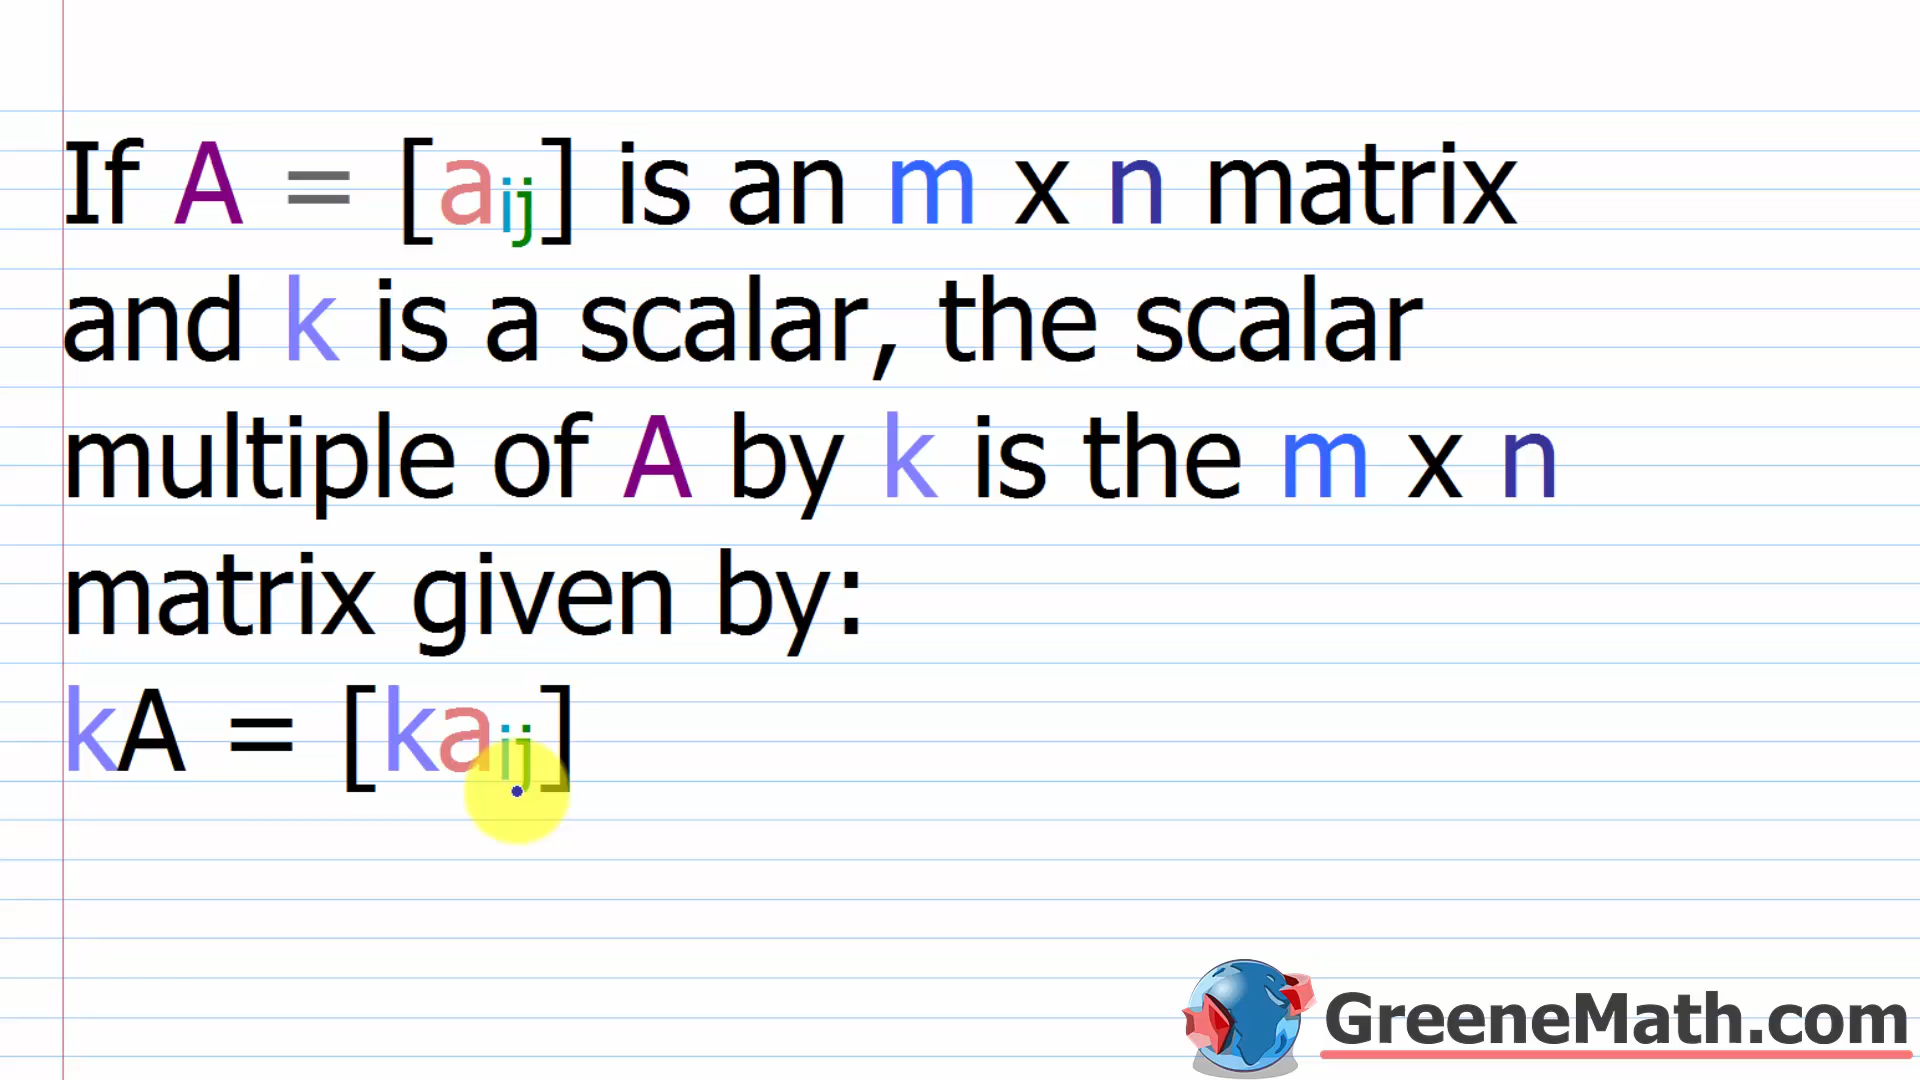 If A = [aij] is an m x n matrix
and k is a scalar, the scalar
multiple of A by k is the m x n
matrix given by:
kA = [kaij]
GreeneMath.com